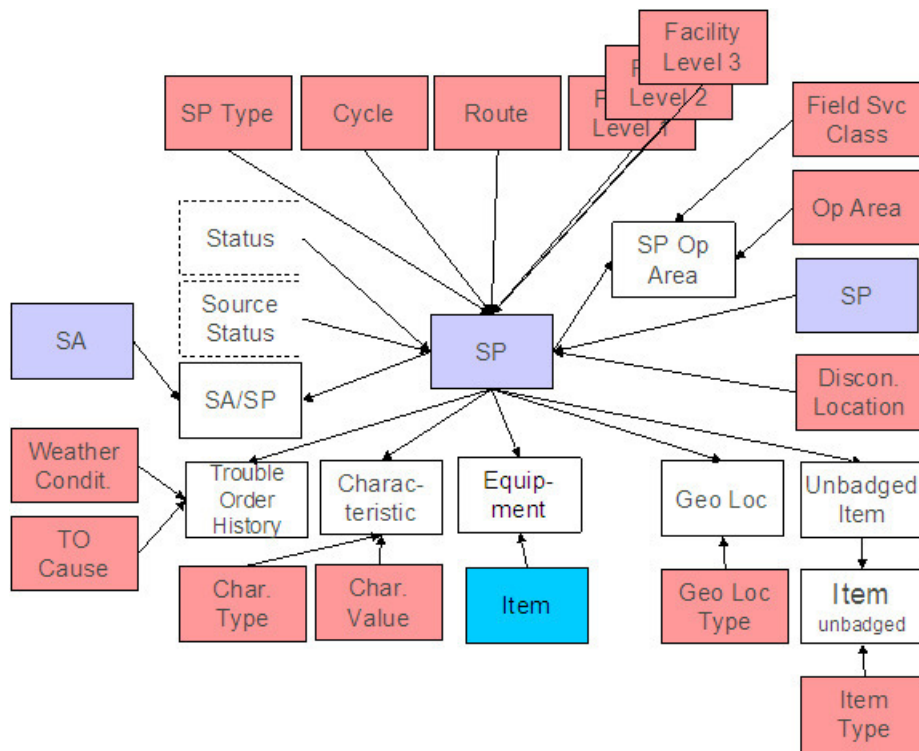 Facility
Level 3
Level 2
Level 1
SP Type
Cycle
Route
Field Svc
Class
Op Area
Status
SP Op
Area
Source
Status
SP
SA
SP
SA/SP
Discon.
Location
Weather
Condit.
Trouble
Order
History
Charac-
teristic
Equip-
ment
Geo Loc
Unbadged
Item
TO
Cause
Char.
Type
Char.
Value
Item
Geo Loc
Type
Item
unbadged
Item
Type